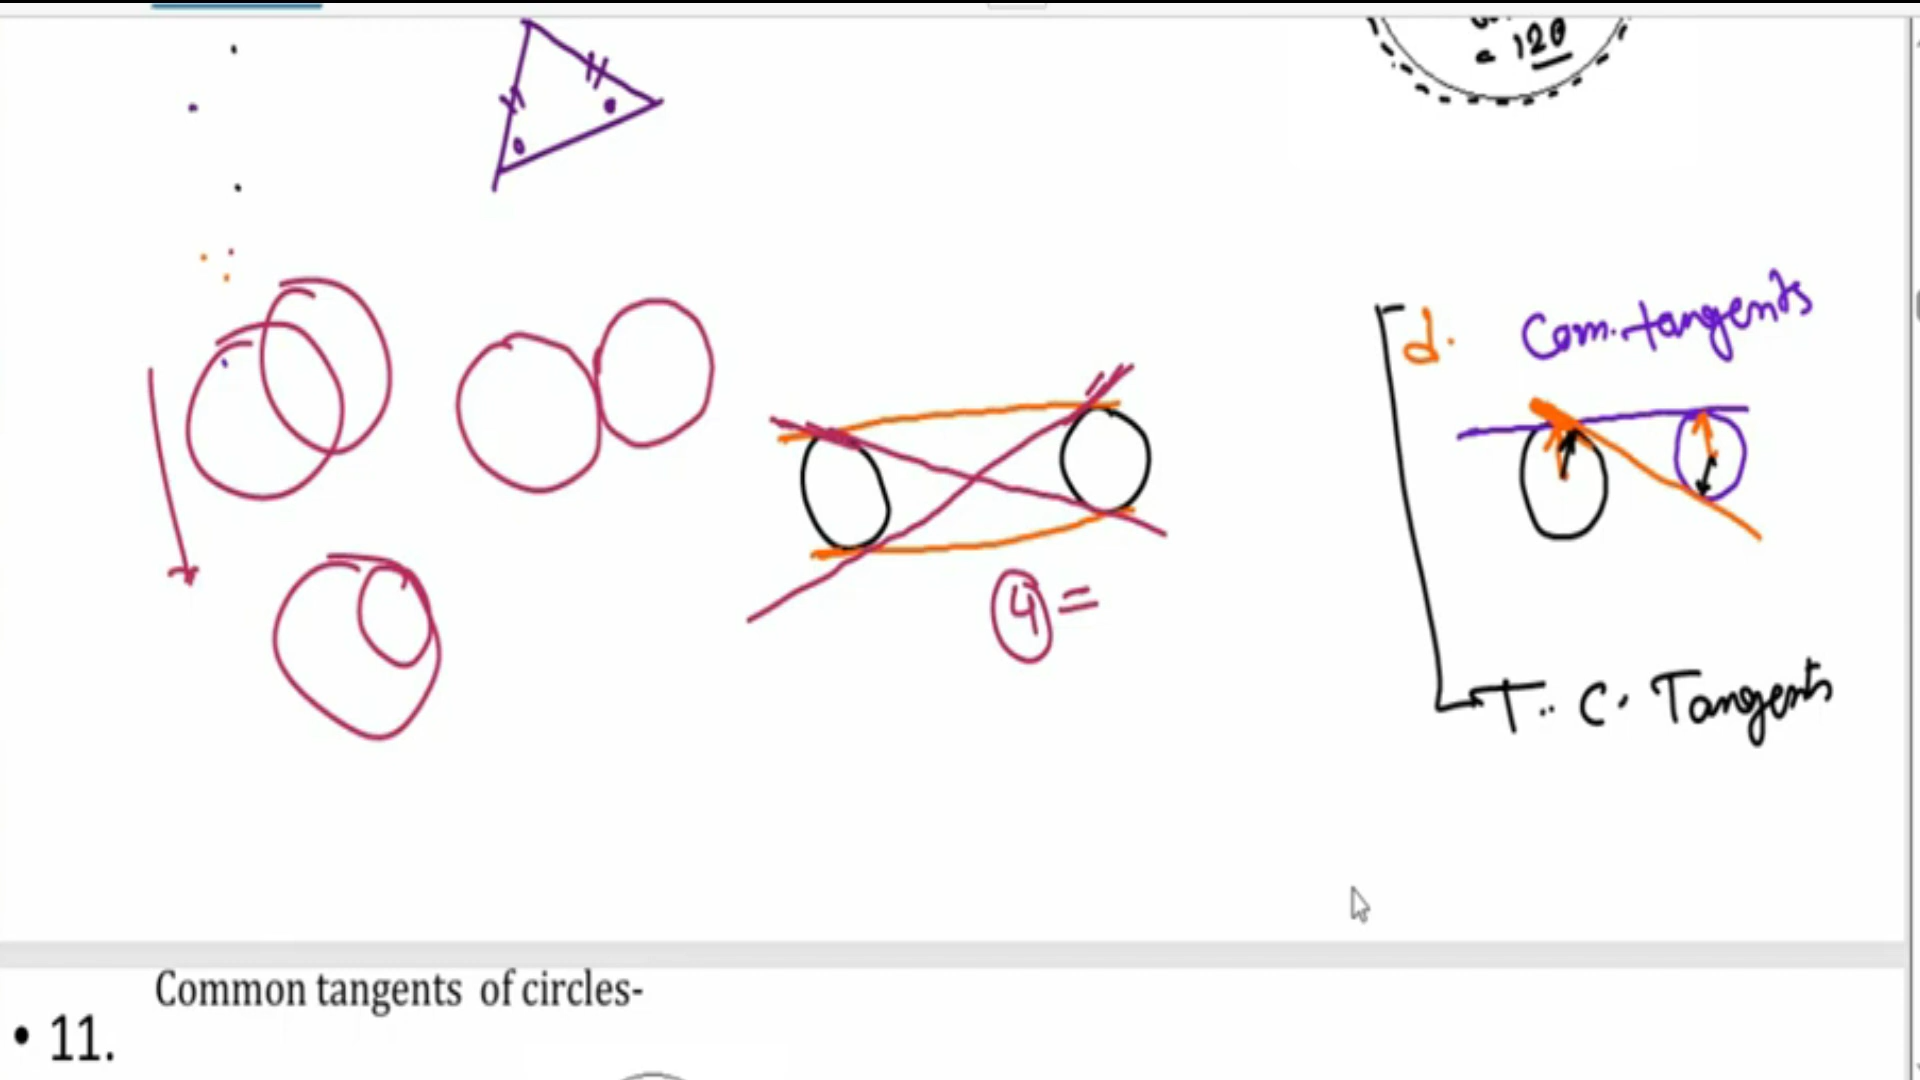 = 120
d. Com. tangents
4 =
T.. C. Tangents
Common tangents of circles-
• 11.